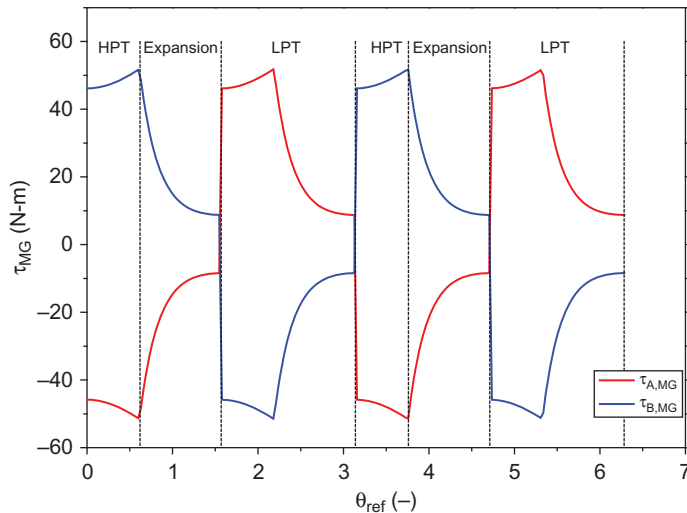 HPT Expansion LPT HPT Expansion LPT
60
40
20
0
–20
–40
–60
τMG (N-m)
τA,MG
τB,MG
0 1 2 3 4 5 6 7
θref (–)